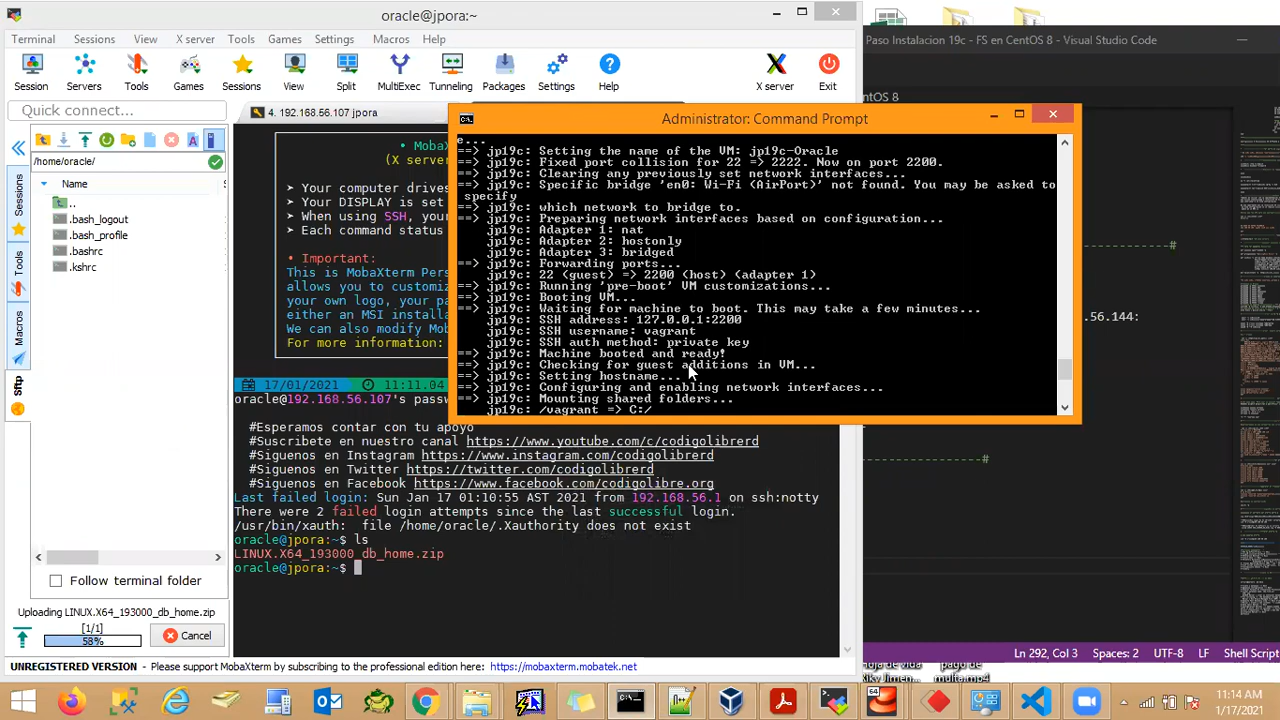 oracle@jpora:~
Terminal Sessions View X server Tools Games Settings Macros Help
Session Servers Tools Games Sessions View Split MultiExec Tunneling Packages Settings Help X server Exit
Quick connect...
4. 192.168.56.107 jpora
/home/oracle/
Name
..
.bash_logout
.bash_profile
.bashrc
.kshrc
Sessions
Tools
Macros
Sftp
Follow terminal folder
Uploading LINUX.X64_193000_db_home.zip
[1/1]
58%
Cancel
• Moba
(X server
➤ Your computer drives
➤ Your DISPLAY is set
➤ When using SSH, your
➤ Each command status
• Important:
This is MobaXterm Pers
allows you to customiz
your own logo, your pa
either an MSI installa
We can also modify Mob
For more information:
17/01/2021 11:11.04
oracle@192.168.56.107's passw
#Esperamos contar con tu apoyo
#Suscribete en nuestro canal https://www.youtube.com/c/codigolibrerd
#Siguenos en Instagram https://www.instagram.com/codigolibrerd
#Siguenos en Twitter https://twitter.com/codigolibrerd
#Siguenos en Facebook https://www.facebook.com/codigolibre.org
Last failed login: Sun Jan 17 01:10:55 AST 2021 from 192.168.56.1 on ssh:notty
There were 2 failed login attempts since the last successful login.
/usr/bin/xauth: file /home/oracle/.Xauthority does not exist
oracle@jpora:~$ ls
LINUX.X64_193000_db_home.zip
oracle@jpora:~$
UNREGISTERED VERSION - Please support MobaXterm by subscribing to the professional edition here: https://mobaxterm.mobatek.net
Administrator: Command Prompt
e...
==> jp19c: Setting the name of the VM: jp19c-Oracle
==> jp19c: Fixed port collision for 22 => 2222. Now on port 2200.
==> jp19c: Clearing any previously set network interfaces...
==> jp19c: Specific bridge 'en0: Wi-Fi (AirPort)' not found. You may be asked to
specify
==> jp19c: which network to bridge to.
==> jp19c: Preparing network interfaces based on configuration...
jp19c: Adapter 1: nat
jp19c: Adapter 2: hostonly
jp19c: Adapter 3: bridged
==> jp19c: Forwarding ports...
jp19c: 22 (guest) => 2200 (host) (adapter 1)
==> jp19c: Running 'pre-boot' VM customizations...
==> jp19c: Booting VM...
==> jp19c: Waiting for machine to boot. This may take a few minutes...
jp19c: SSH address: 127.0.0.1:2200
jp19c: SSH username: vagrant
jp19c: SSH auth method: private key
==> jp19c: Machine booted and ready!
==> jp19c: Checking for guest additions in VM...
==> jp19c: Setting hostname...
==> jp19c: Configuring and enabling network interfaces...
==> jp19c: Mounting shared folders...
jp19c: /vagrant => C:/
Paso Instalacion 19c - FS en CentOS 8 - Visual Studio Code
entOS 8
#
.56.144:
#
Ln 292, Col 3 Spaces: 2 UTF-8 LF Shell Script
64
11:14 AM
1/17/2021